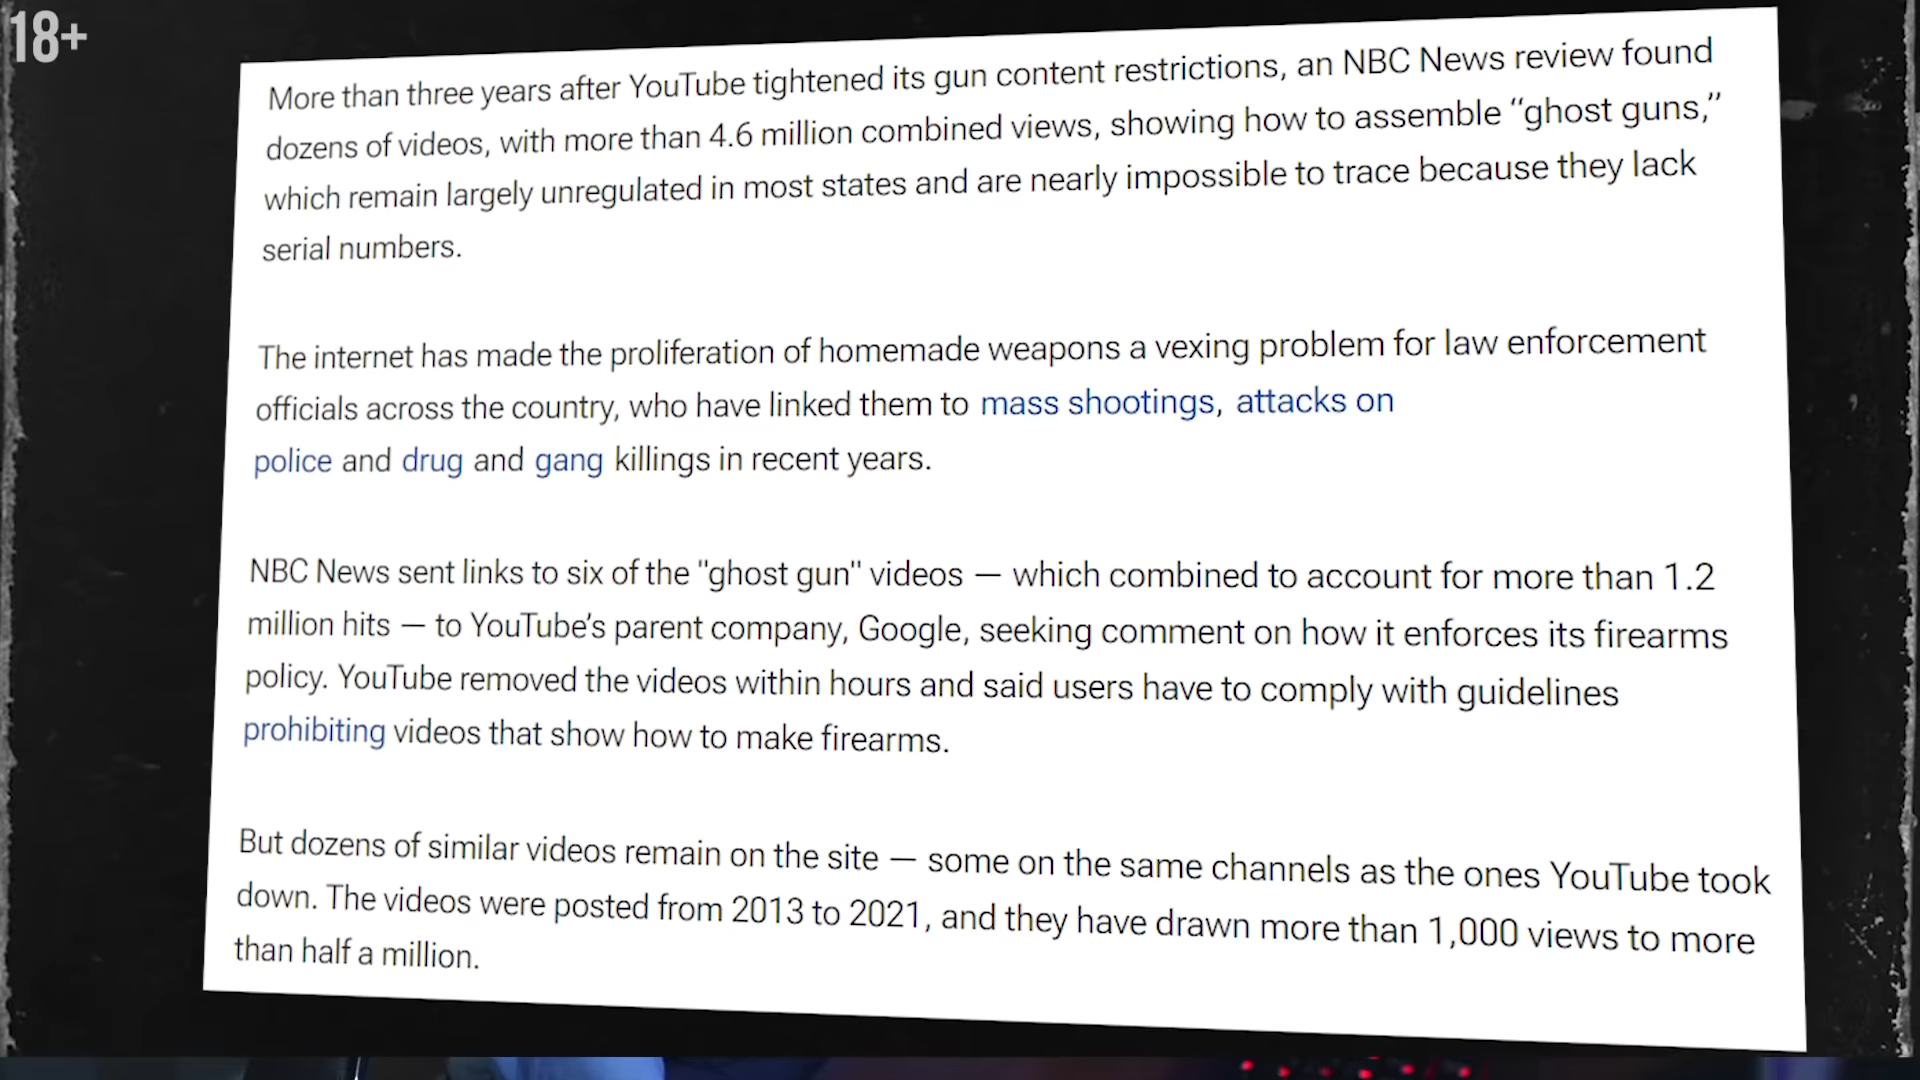 18+
More than three years after YouTube tightened its gun content restrictions, an NBC News review found
dozens of videos, with more than 4.6 million combined views, showing how to assemble “ghost guns,”
which remain largely unregulated in most states and are nearly impossible to trace because they lack
serial numbers.
The internet has made the proliferation of homemade weapons a vexing problem for law enforcement
officials across the country, who have linked them to mass shootings, attacks on
police and drug and gang killings in recent years.
NBC News sent links to six of the "ghost gun" videos — which combined to account for more than 1.2
million hits — to YouTube’s parent company, Google, seeking comment on how it enforces its firearms
policy. YouTube removed the videos within hours and said users have to comply with guidelines
prohibiting videos that show how to make firearms.
But dozens of similar videos remain on the site — some on the same channels as the ones YouTube took
down. The videos were posted from 2013 to 2021, and they have drawn more than 1,000 views to more
than half a million.